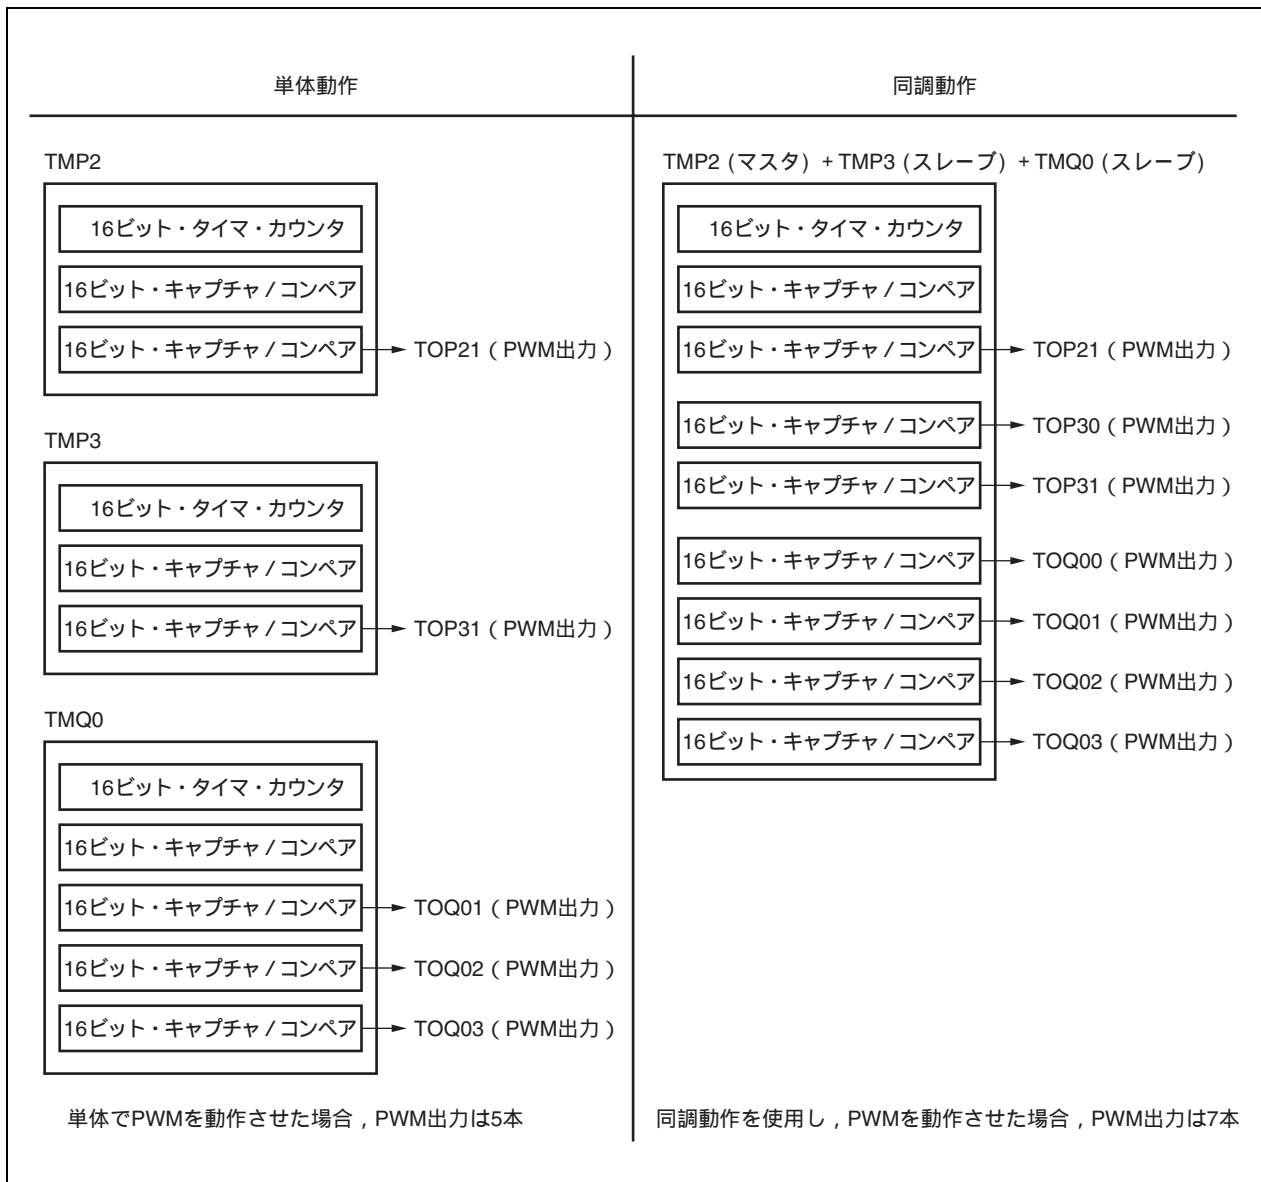 単体動作
TMP2
16ビット・タイマ・カウンタ
16ビット・キャプチャ / コンペア
16ビット・キャプチャ / コンペア
TOP21（PWM出力）
TMP3
16ビット・タイマ・カウンタ
16ビット・キャプチャ / コンペア
16ビット・キャプチャ / コンペア
TOP31（PWM出力）
TMQ0
16ビット・タイマ・カウンタ
16ビット・キャプチャ / コンペア
16ビット・キャプチャ / コンペア
TOQ01（PWM出力）
16ビット・キャプチャ / コンペア
TOQ02（PWM出力）
16ビット・キャプチャ / コンペア
TOQ03（PWM出力）
単体でPWMを動作させた場合，PWM出力は5本
同調動作
TMP2（マスタ）+ TMP3（スレーブ）+ TMQ0（スレーブ）
16ビット・タイマ・カウンタ
16ビット・キャプチャ / コンペア
16ビット・キャプチャ / コンペア
TOP21（PWM出力）
16ビット・キャプチャ / コンペア
TOP30（PWM出力）
16ビット・キャプチャ / コンペア
TOP31（PWM出力）
16ビット・キャプチャ / コンペア
TOQ00（PWM出力）
16ビット・キャプチャ / コンペア
TOQ01（PWM出力）
16ビット・キャプチャ / コンペア
TOQ02（PWM出力）
16ビット・キャプチャ / コンペア
TOQ03（PWM出力）
同調動作を使用し，PWMを動作させた場合，PWM出力は7本